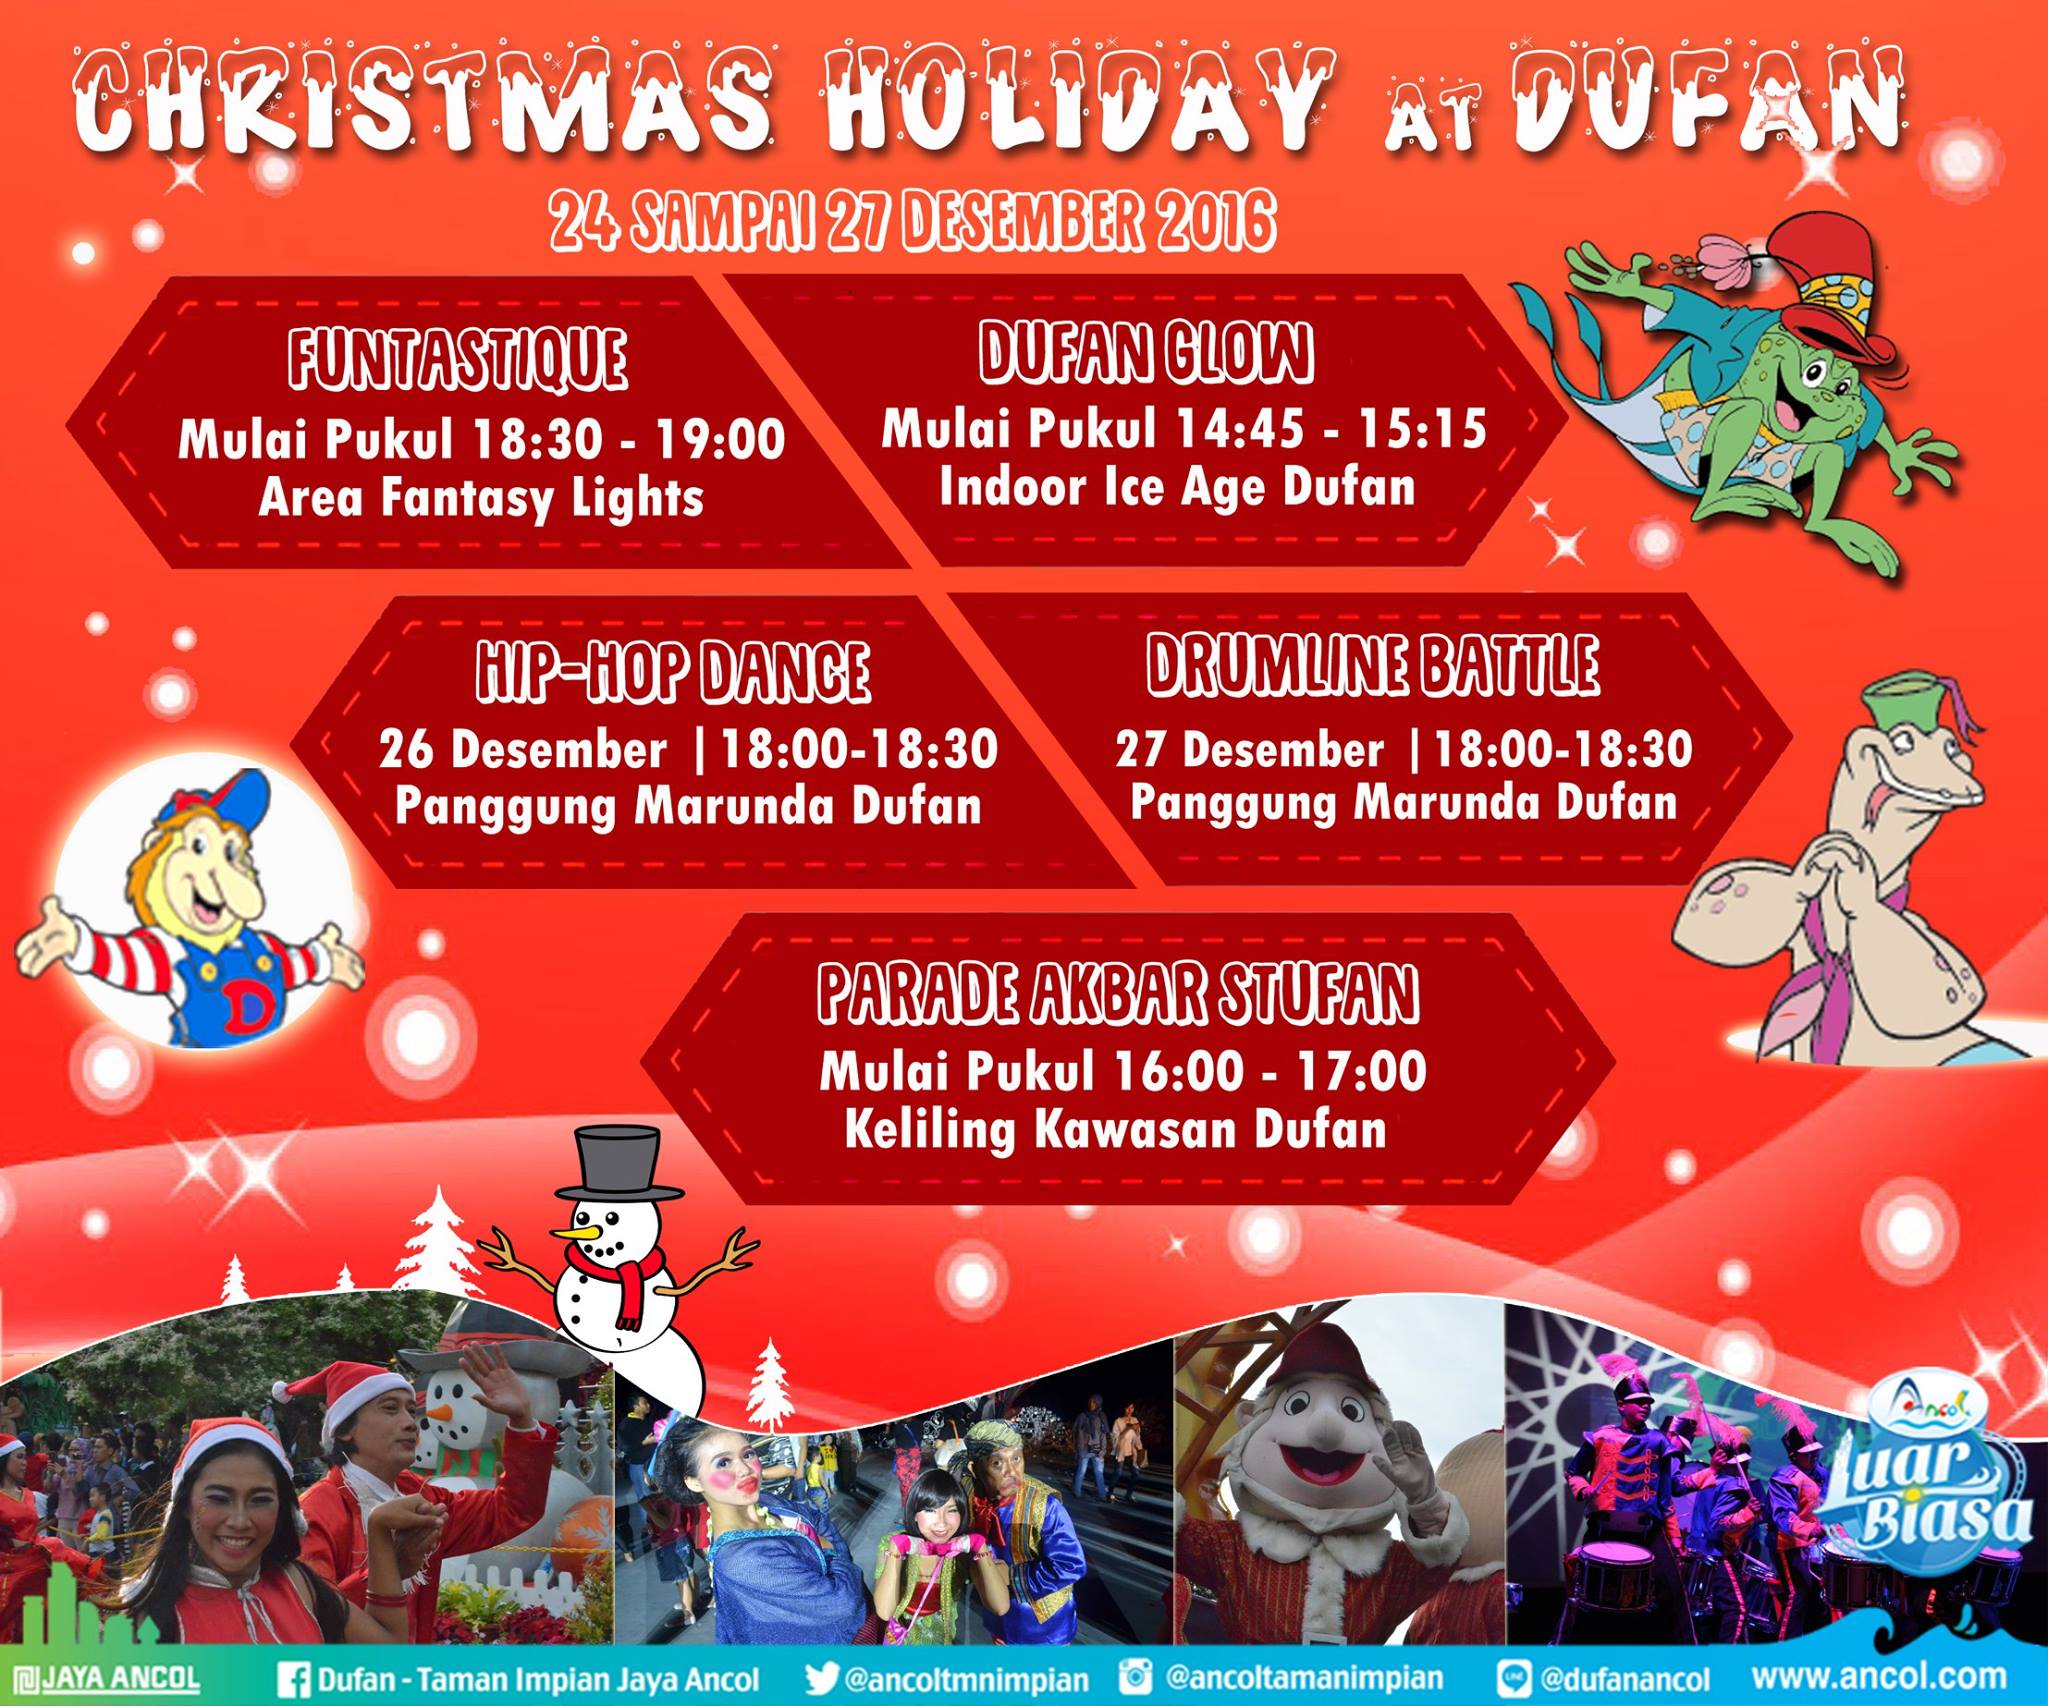 CHRISTMAS HOLIDAY AT DUFAN
24 SAMPAI 27 DESEMBER 2016
FUNTASTIQUE
Mulai Pukul 18:30 - 19:00
Area Fantasy Lights
DUFAN GLOW
Mulai Pukul 14:45 - 15:15
Indoor Ice Age Dufan
HIP-HOP DANCE
26 Desember | 18:00-18:30
Panggung Marunda Dufan
DRUMLINE BATTLE
27 Desember | 18:00-18:30
Panggung Marunda Dufan
PARADE AKBAR STUFAN
Mulai Pukul 16:00 - 17:00
Keliling Kawasan Dufan
D
Ancol
Luar
Biasa
JAYA ANCOL
Dufan - Taman Impian Jaya Ancol
@ancoltmnimpian
@ancoltamanimpian
LINE
@dufanancol
www.ancol.com